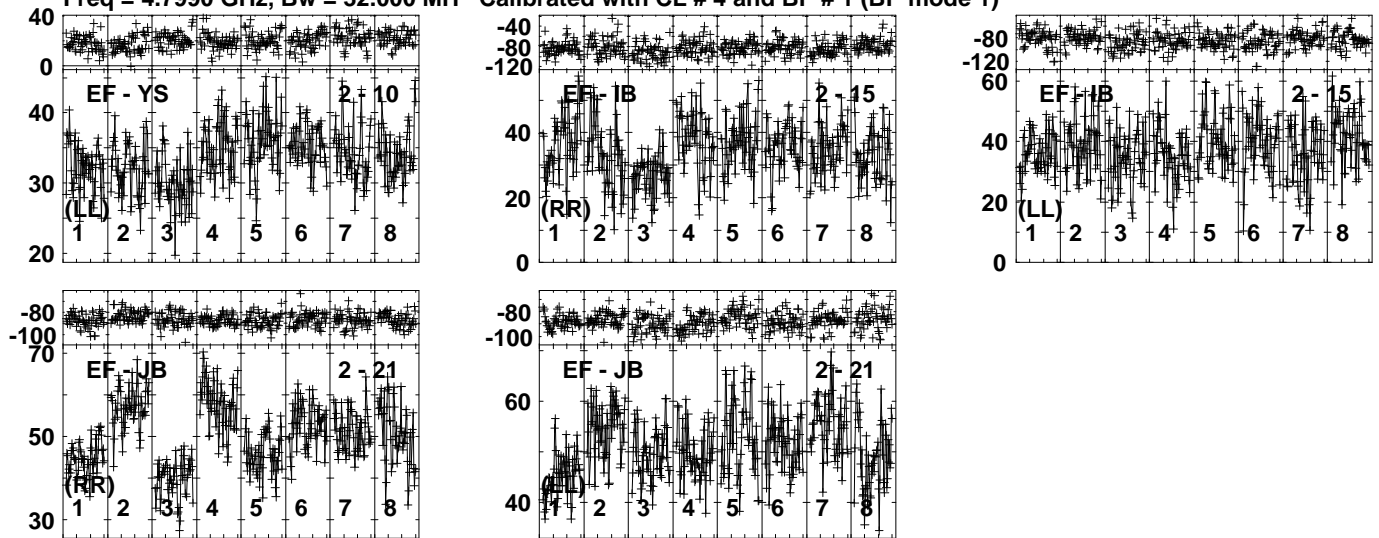 Freq = 4.7990 GHz, Bw = 32.000 MH Calibrated with CL # 4 and BP # 1 (BP mode 1)
40
0
EF - YS 2 - 10
40
30
20
(LL)
1 2 3 4 5 6 7 8
-40
-80
-120
EF - IB 2 - 15
60
40
20
0
(RR)
1 2 3 4 5 6 7 8
-80
-120
60
EF - IB 2 - 15
40
20
0
(LL)
1 2 3 4 5 6 7 8
-80
-100
70
EF - JB 2 - 21
50
30
(RR)
1 2 3 4 5 6 7 8
-80
-100
EF - JB 2 - 21
60
40
(LL)
1 2 3 4 5 6 7 8